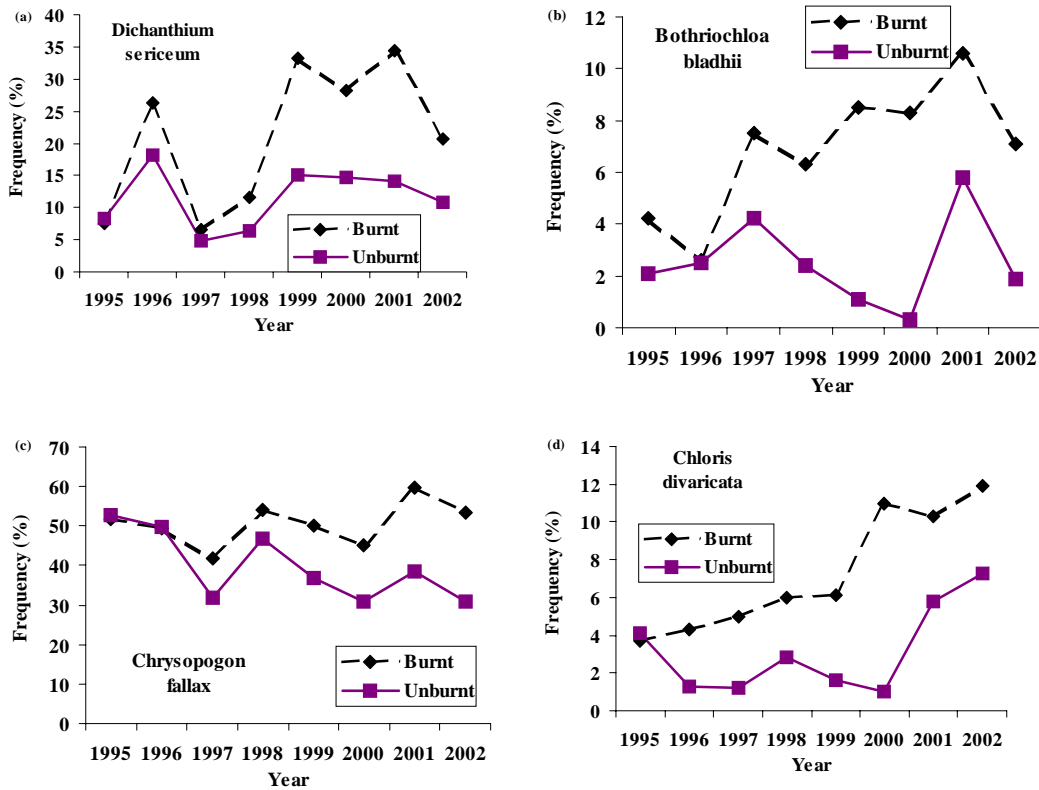 (a)
Dichanthium
sericeum
Frequency (%)
40
35
30
25
20
15
10
5
0
Burnt
Unburnt
1995 1996 1997 1998 1999 2000 2001 2002
Year
(b)
Bothriochloa
bladhii
Burnt
Unburnt
Frequency (%)
12
10
8
6
4
2
0
1995 1996 1997 1998 1999 2000 2001 2002
Year
(c)
Frequency (%)
70
60
50
40
30
20
10
0
Chrysopogon
fallax
Burnt
Unburnt
1995 1996 1997 1998 1999 2000 2001 2002
Year
(d)
Chloris
divaricata
Frequency (%)
14
12
10
8
6
4
2
0
Burnt
Unburnt
1995 1996 1997 1998 1999 2000 2001 2002
Year